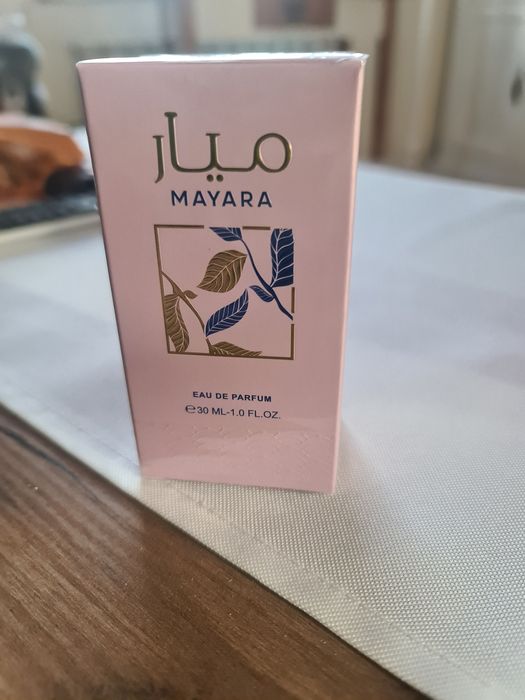 ميار
MAYARA
EAU DE PARFUM
℮30 ML-1.0 FL.OZ.